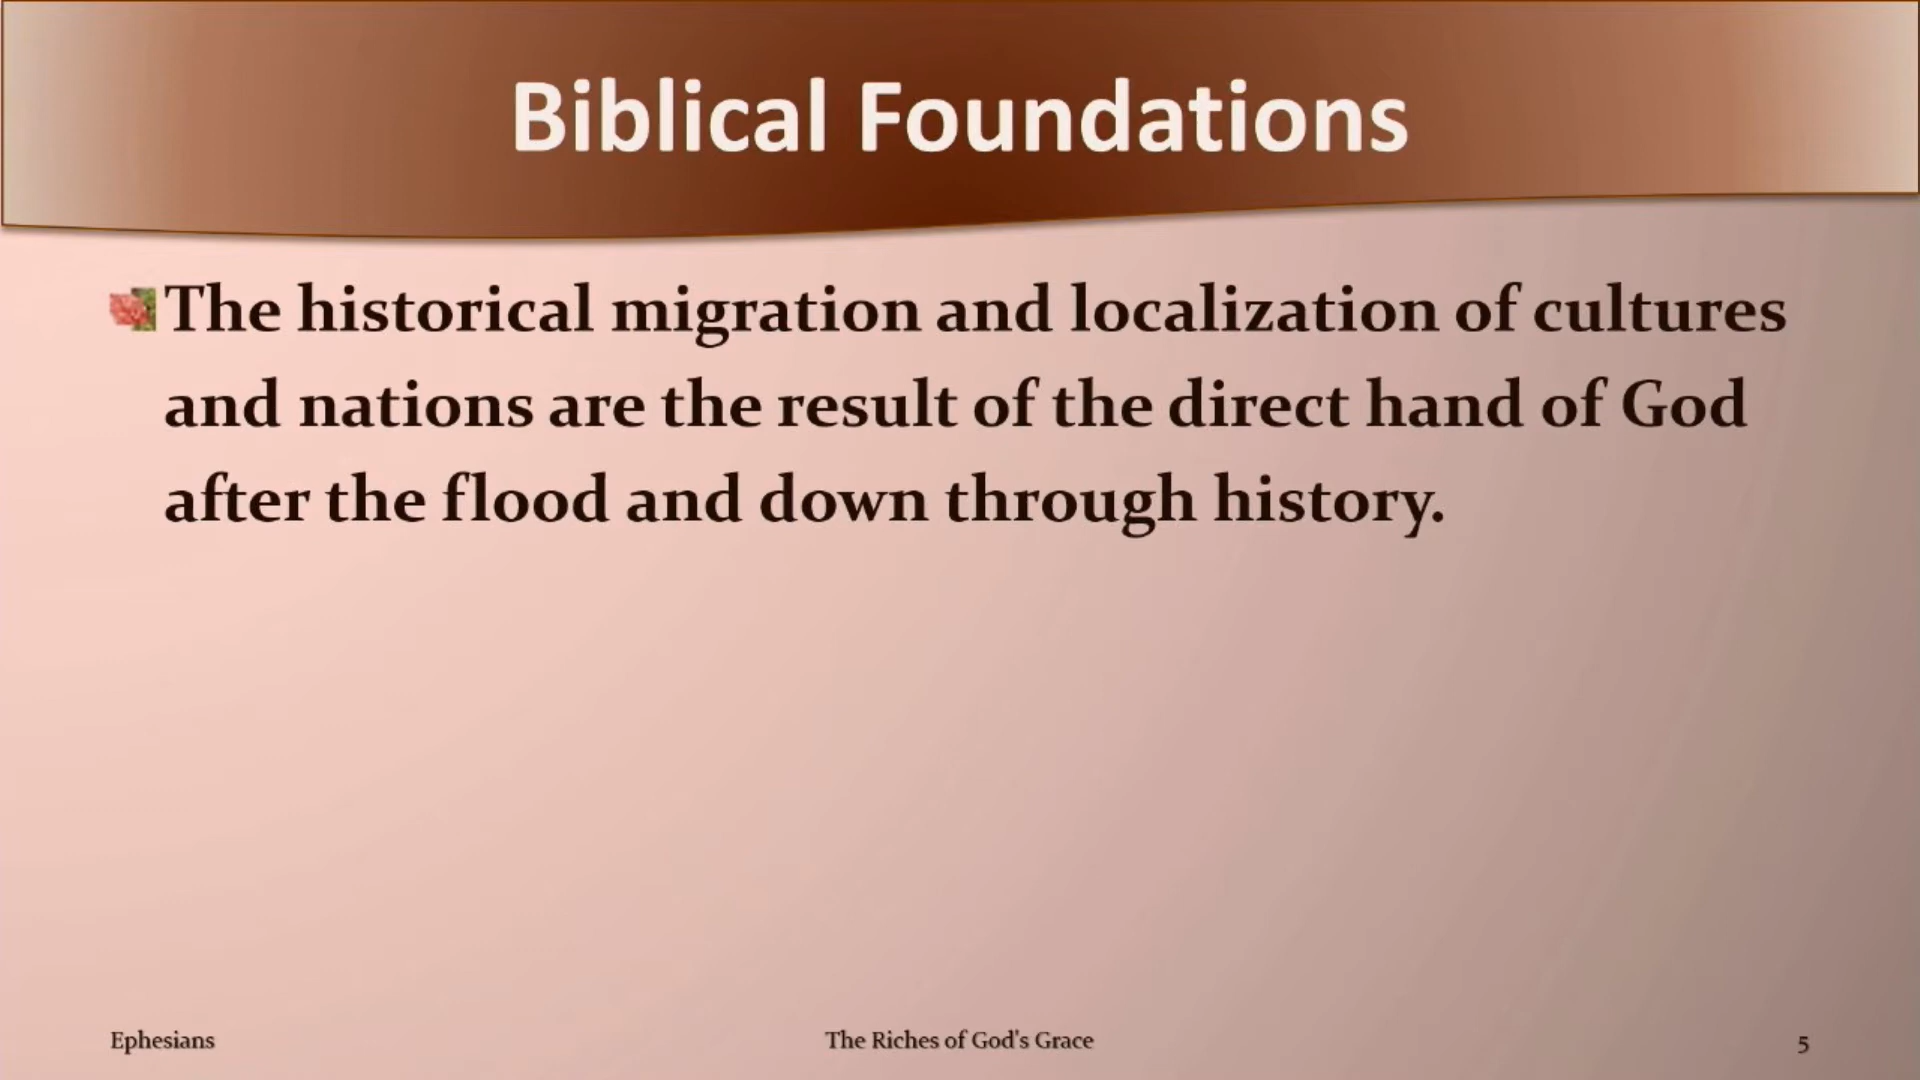 Biblical Foundations
The historical migration and localization of cultures
and nations are the result of the direct hand of God
after the flood and down through history.
Ephesians
The Riches of God's Grace
5